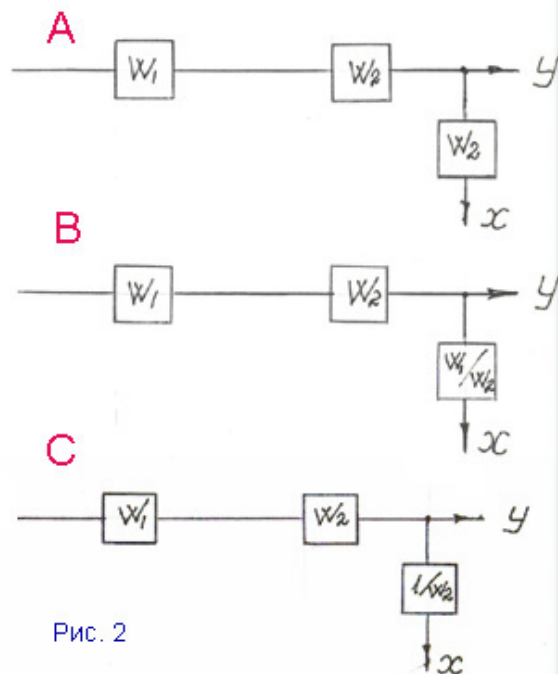 A
W₁ W₂ y
W₂
x
B
W₁ W₂ y
W₁/W₂
x
C
W₁ W₂ y
1/W₂
x
Рис. 2